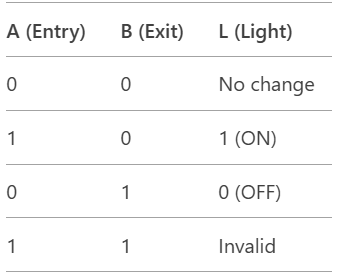 A (Entry) B (Exit) L (Light)
0 0 No change
1 0 1 (ON)
0 1 0 (OFF)
1 1 Invalid